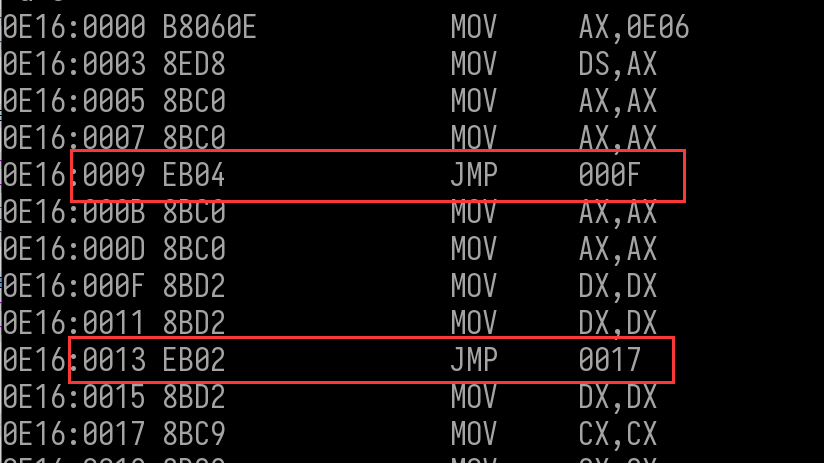 0E16:0000 B8060E MOV AX,0E06
0E16:0003 8ED8 MOV DS,AX
0E16:0005 8BC0 MOV AX,AX
0E16:0007 8BC0 MOV AX,AX
0E16:0009 EB04 JMP 000F
0E16:000B 8BC0 MOV AX,AX
0E16:000D 8BC0 MOV AX,AX
0E16:000F 8BD2 MOV DX,DX
0E16:0011 8BD2 MOV DX,DX
0E16:0013 EB02 JMP 0017
0E16:0015 8BD2 MOV DX,DX
0E16:0017 8BC9 MOV CX,CX